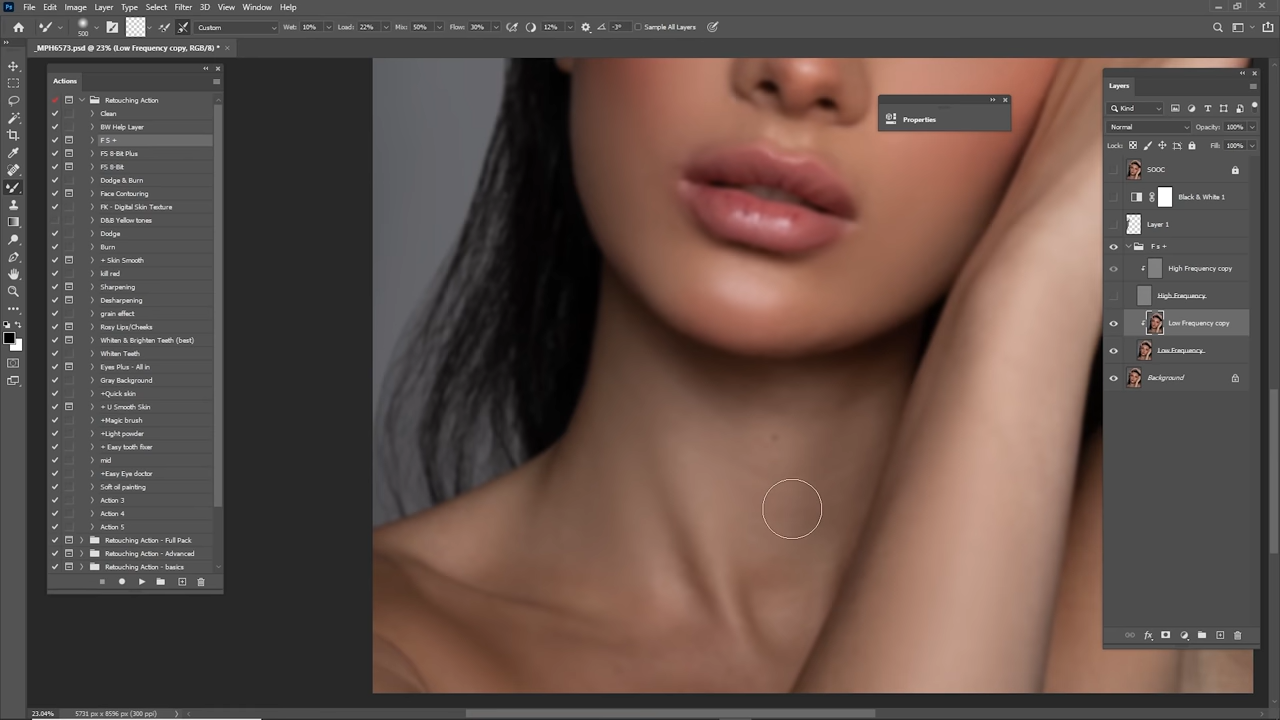 Ps File Edit Image Layer Type Select Filter 3D View Window Help
500 Custom Wet: 10% Load: 22% Mix: 50% Flow: 30% 12% -3° Sample All Layers
_MPH6573.psd @ 23% (Low Frequency copy, RGB/8) *
Actions
Retouching Action
Clean
BW Help Layer
F S +
FS 8-Bit Plus
FS 8-Bit
Dodge & Burn
Face Contouring
FK - Digital Skin Texture
D&B Yellow tones
Dodge
Burn
+ Skin Smooth
kill red
Sharpening
Desharpening
grain effect
Rosy Lips/Cheeks
Whiten & Brighten Teeth (best)
Whiten Teeth
Eyes Plus - All in
Gray Background
+Quick skin
+ U Smooth Skin
+Magic brush
+Light powder
+ Easy tooth fixer
mid
+Easy Eye doctor
Soft oil painting
Action 3
Action 4
Action 5
Retouching Action - Full Pack
Retouching Action - Advanced
Retouching Action - basics
Properties
Layers
Kind
Normal Opacity: 100%
Lock: Fill: 100%
SOOC
Black & White 1
Layer 1
F s +
High Frequency copy
High Frequency
Low Frequency copy
Low Frequency
Background
fx
23.04% 5731 px x 8596 px (300 ppi)